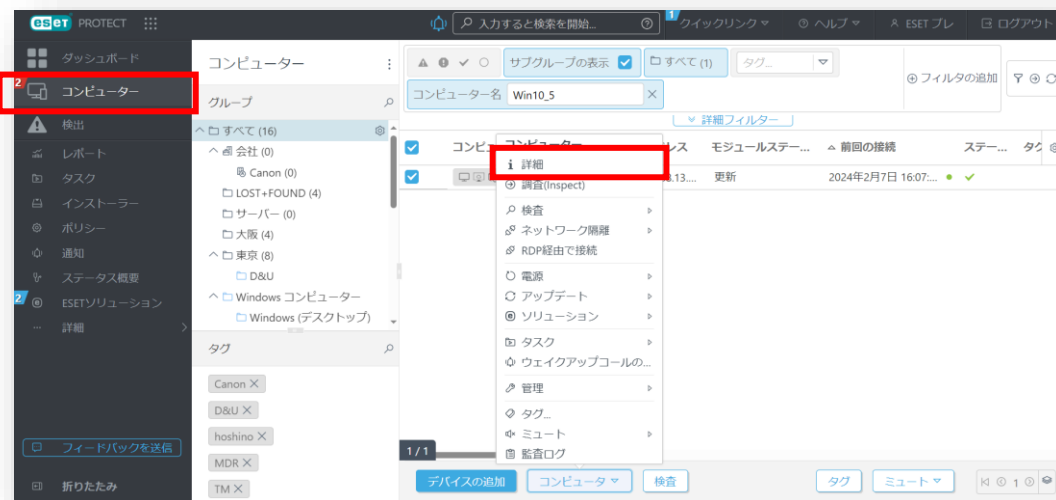 eset PROTECT
入力すると検索を開始...
1
クイックリンク
ヘルプ
ESET プレ
ログアウト
ダッシュボード
2
コンピューター
検出
レポート
タスク
インストーラー
ポリシー
通知
ステータス概要
2
ESETソリューション
詳細
フィードバックを送信
折りたたみ
コンピューター
グループ
すべて (16)
会社 (0)
Canon (0)
LOST+FOUND (4)
サーバー (0)
大阪 (4)
東京 (8)
D&U
Windows コンピューター
Windows (デスクトップ)
タグ
Canon
D&U
hoshino
MDR
TM
サブグループの表示
すべて (1)
タグ...
フィルタの追加
コンピューター名 Win10_5
詳細フィルター
コンピュ
レス
モジュールステー...
前回の接続
ステー...
タク
.13....
更新
2024年2月7日 16:07:...
コンピューター
詳細
調査(Inspect)
検査
ネットワーク隔離
RDP経由で接続
電源
アップデート
ソリューション
タスク
ウェイクアップコールの...
管理
タグ...
ミュート
監査ログ
1/1
デバイスの追加
コンピュータ
検査
タグ
ミュート
1